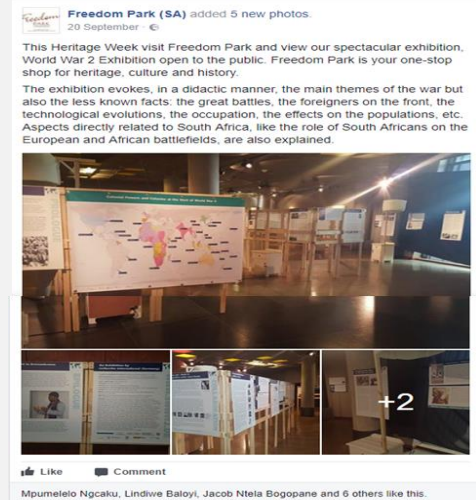 Freedom Park (SA) added 5 new photos.
20 September ·
This Heritage Week visit Freedom Park and view our spectacular exhibition,
World War 2 Exhibition open to the public. Freedom Park is your one-stop
shop for heritage, culture and history.
The exhibition evokes, in a didactic manner, the main themes of the war but
also the less known facts: the great battles, the foreigners on the front, the
technological evolutions, the occupation, the effects on the populations, etc.
Aspects directly related to South Africa, like the role of South Africans on the
European and African battlefields, are also explained.
+2
Like Comment
Mpumelelo Ngcaku, Lindiwe Baloyi, Jacob Ntela Bogopane and 6 others like this.